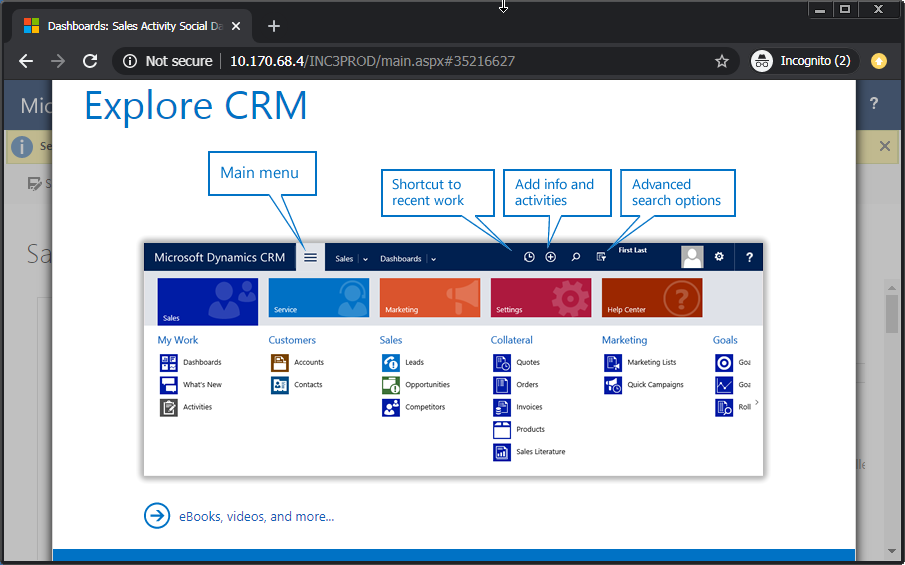 Dashboards: Sales Activity Social Da
Not secure
10.170.68.4/INC3PROD/main.aspx#35216627
Incognito (2)
Mic
?
Se
S
Sa
Explore CRM
Main menu
Shortcut to
recent work
Add info and
activities
Advanced
search options
Microsoft Dynamics CRM
Sales
Dashboards
First Last
?
Sales
Service
Marketing
Settings
Help Center
?
My Work
Dashboards
What's New
Activities
Customers
Accounts
Contacts
Sales
Leads
Opportunities
Competitors
Collateral
Quotes
Orders
Invoices
Products
Sales Literature
Marketing
Marketing Lists
Quick Campaigns
Goals
Goa
Goa
Roll
eBooks, videos, and more...